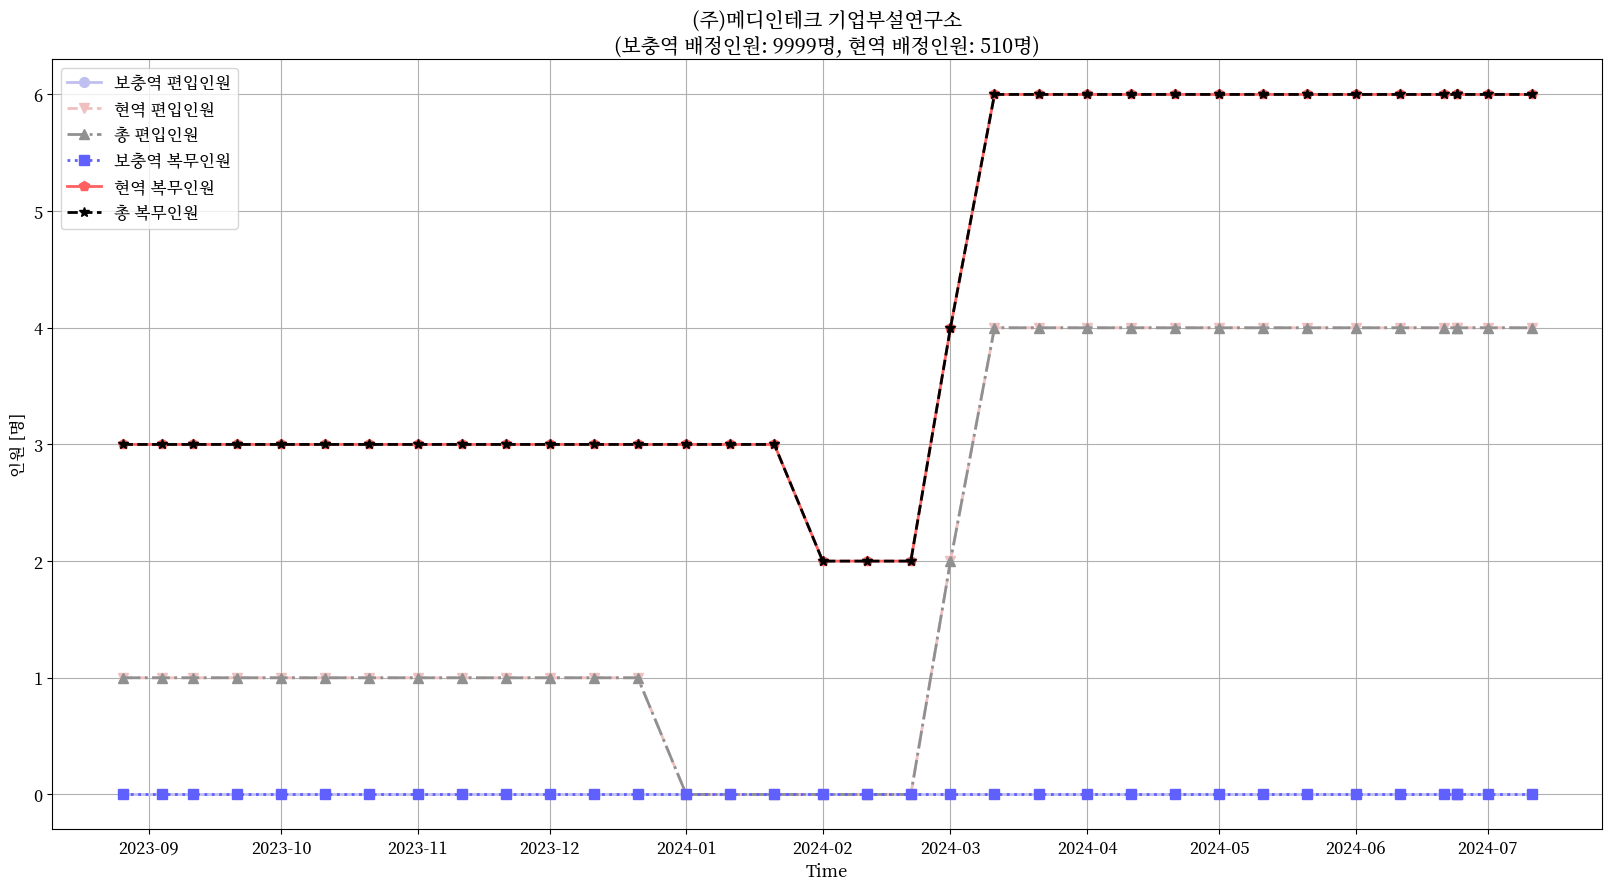 (주)메디인테크 기업부설연구소
(보충역 배정인원: 9999명, 현역 배정인원: 510명)
보충역 편입인원
현역 편입인원
총 편입인원
보충역 복무인원
현역 복무인원
총 복무인원
인원 [명]
6
5
4
3
2
1
0
2023-09 2023-10 2023-11 2023-12 2024-01 2024-02 2024-03 2024-04 2024-05 2024-06 2024-07
Time